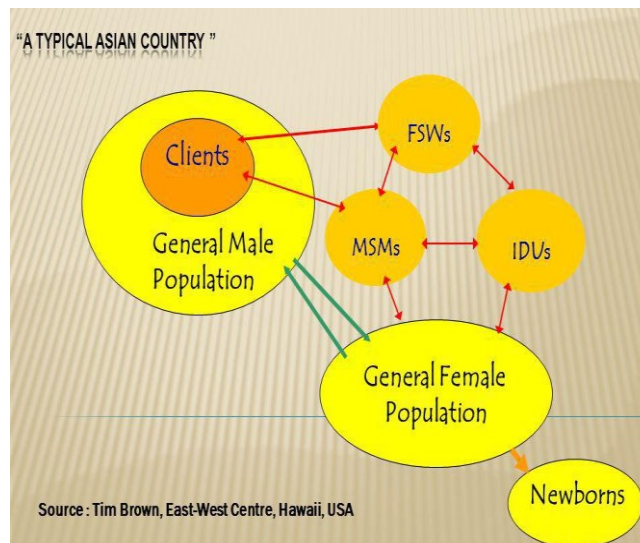 “A TYPICAL ASIAN COUNTRY ”
FSWs
Clients
General Male
Population
MSMs
IDUs
General Female
Population
Newborns
Source : Tim Brown, East-West Centre, Hawaii, USA